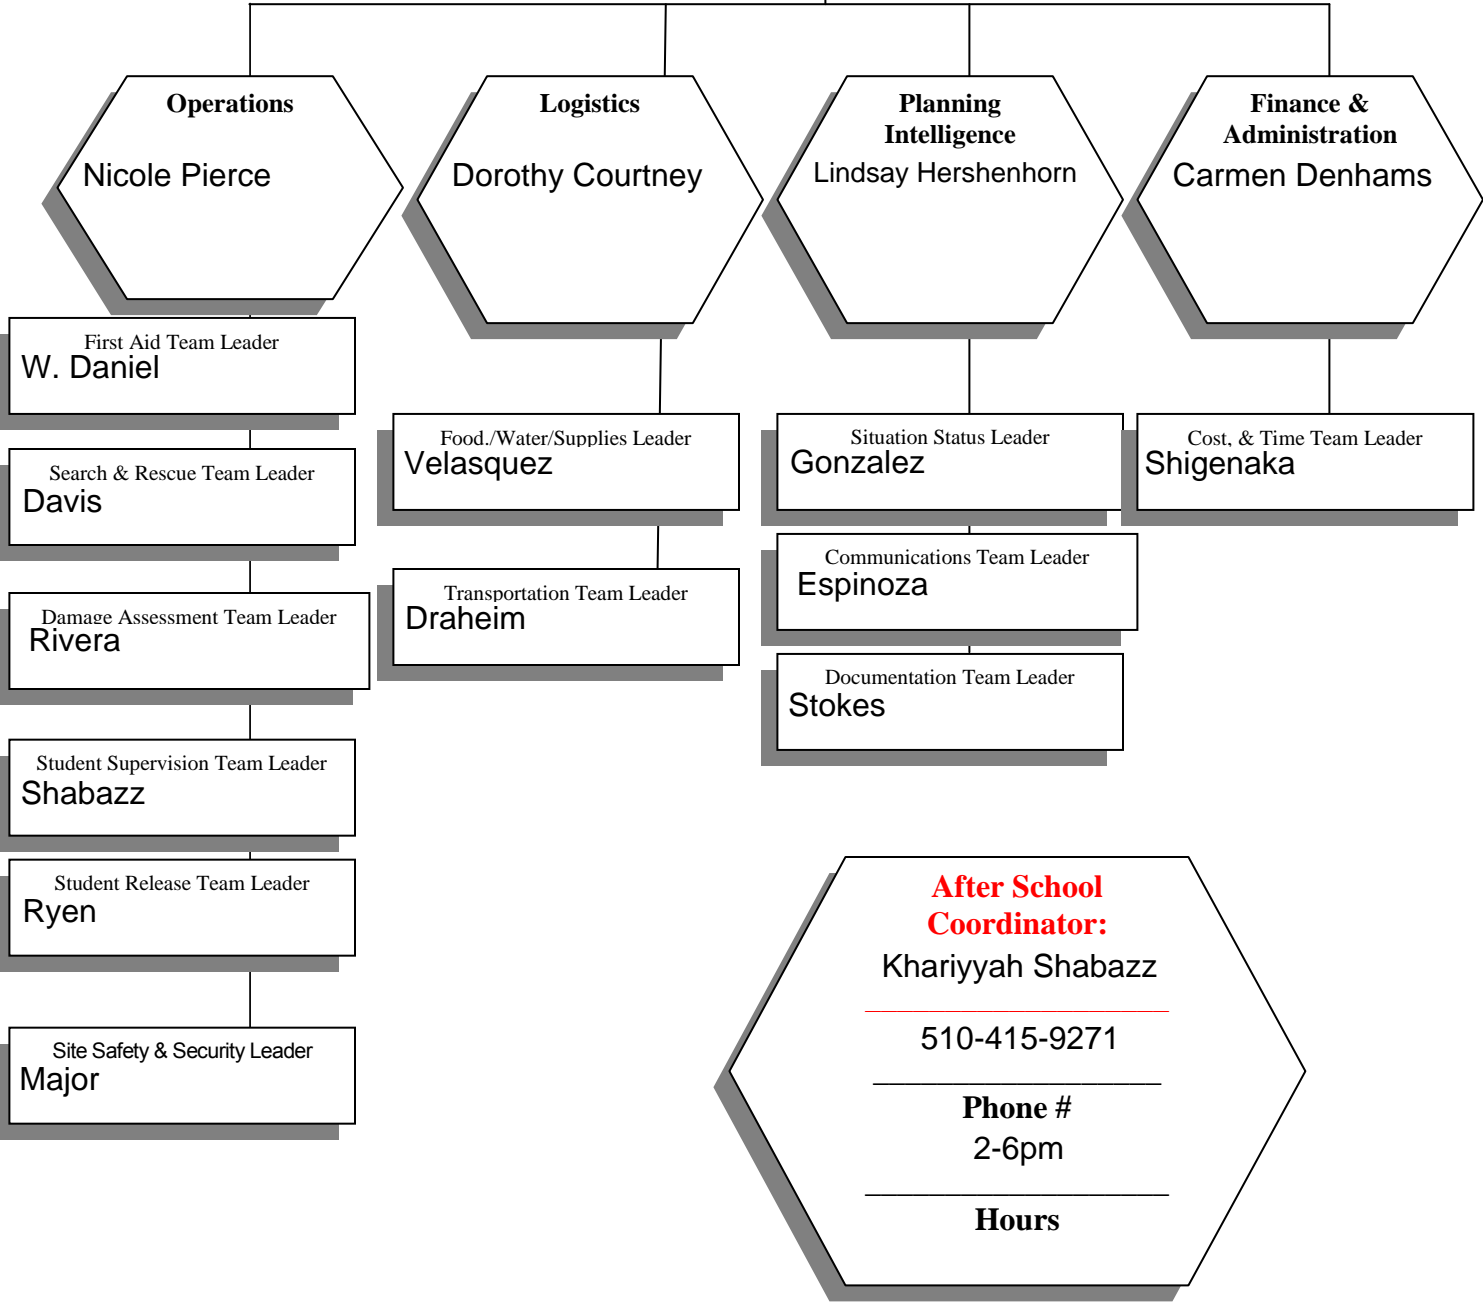 Operations
Nicole Pierce
Logistics
Dorothy Courtney
Planning
Intelligence
Lindsay Hershenhorn
Finance &
Administration
Carmen Denhams
First Aid Team Leader
W. Daniel
Search & Rescue Team Leader
Davis
Damage Assessment Team Leader
Rivera
Student Supervision Team Leader
Shabazz
Student Release Team Leader
Ryen
Site Safety & Security Leader
Major
Food./Water/Supplies Leader
Velasquez
Transportation Team Leader
Draheim
Situation Status Leader
Gonzalez
Communications Team Leader
Espinoza
Documentation Team Leader
Stokes
Cost, & Time Team Leader
Shigenaka
After School
Coordinator:
Khariyyah Shabazz
510-415-9271
Phone #
2-6pm
Hours